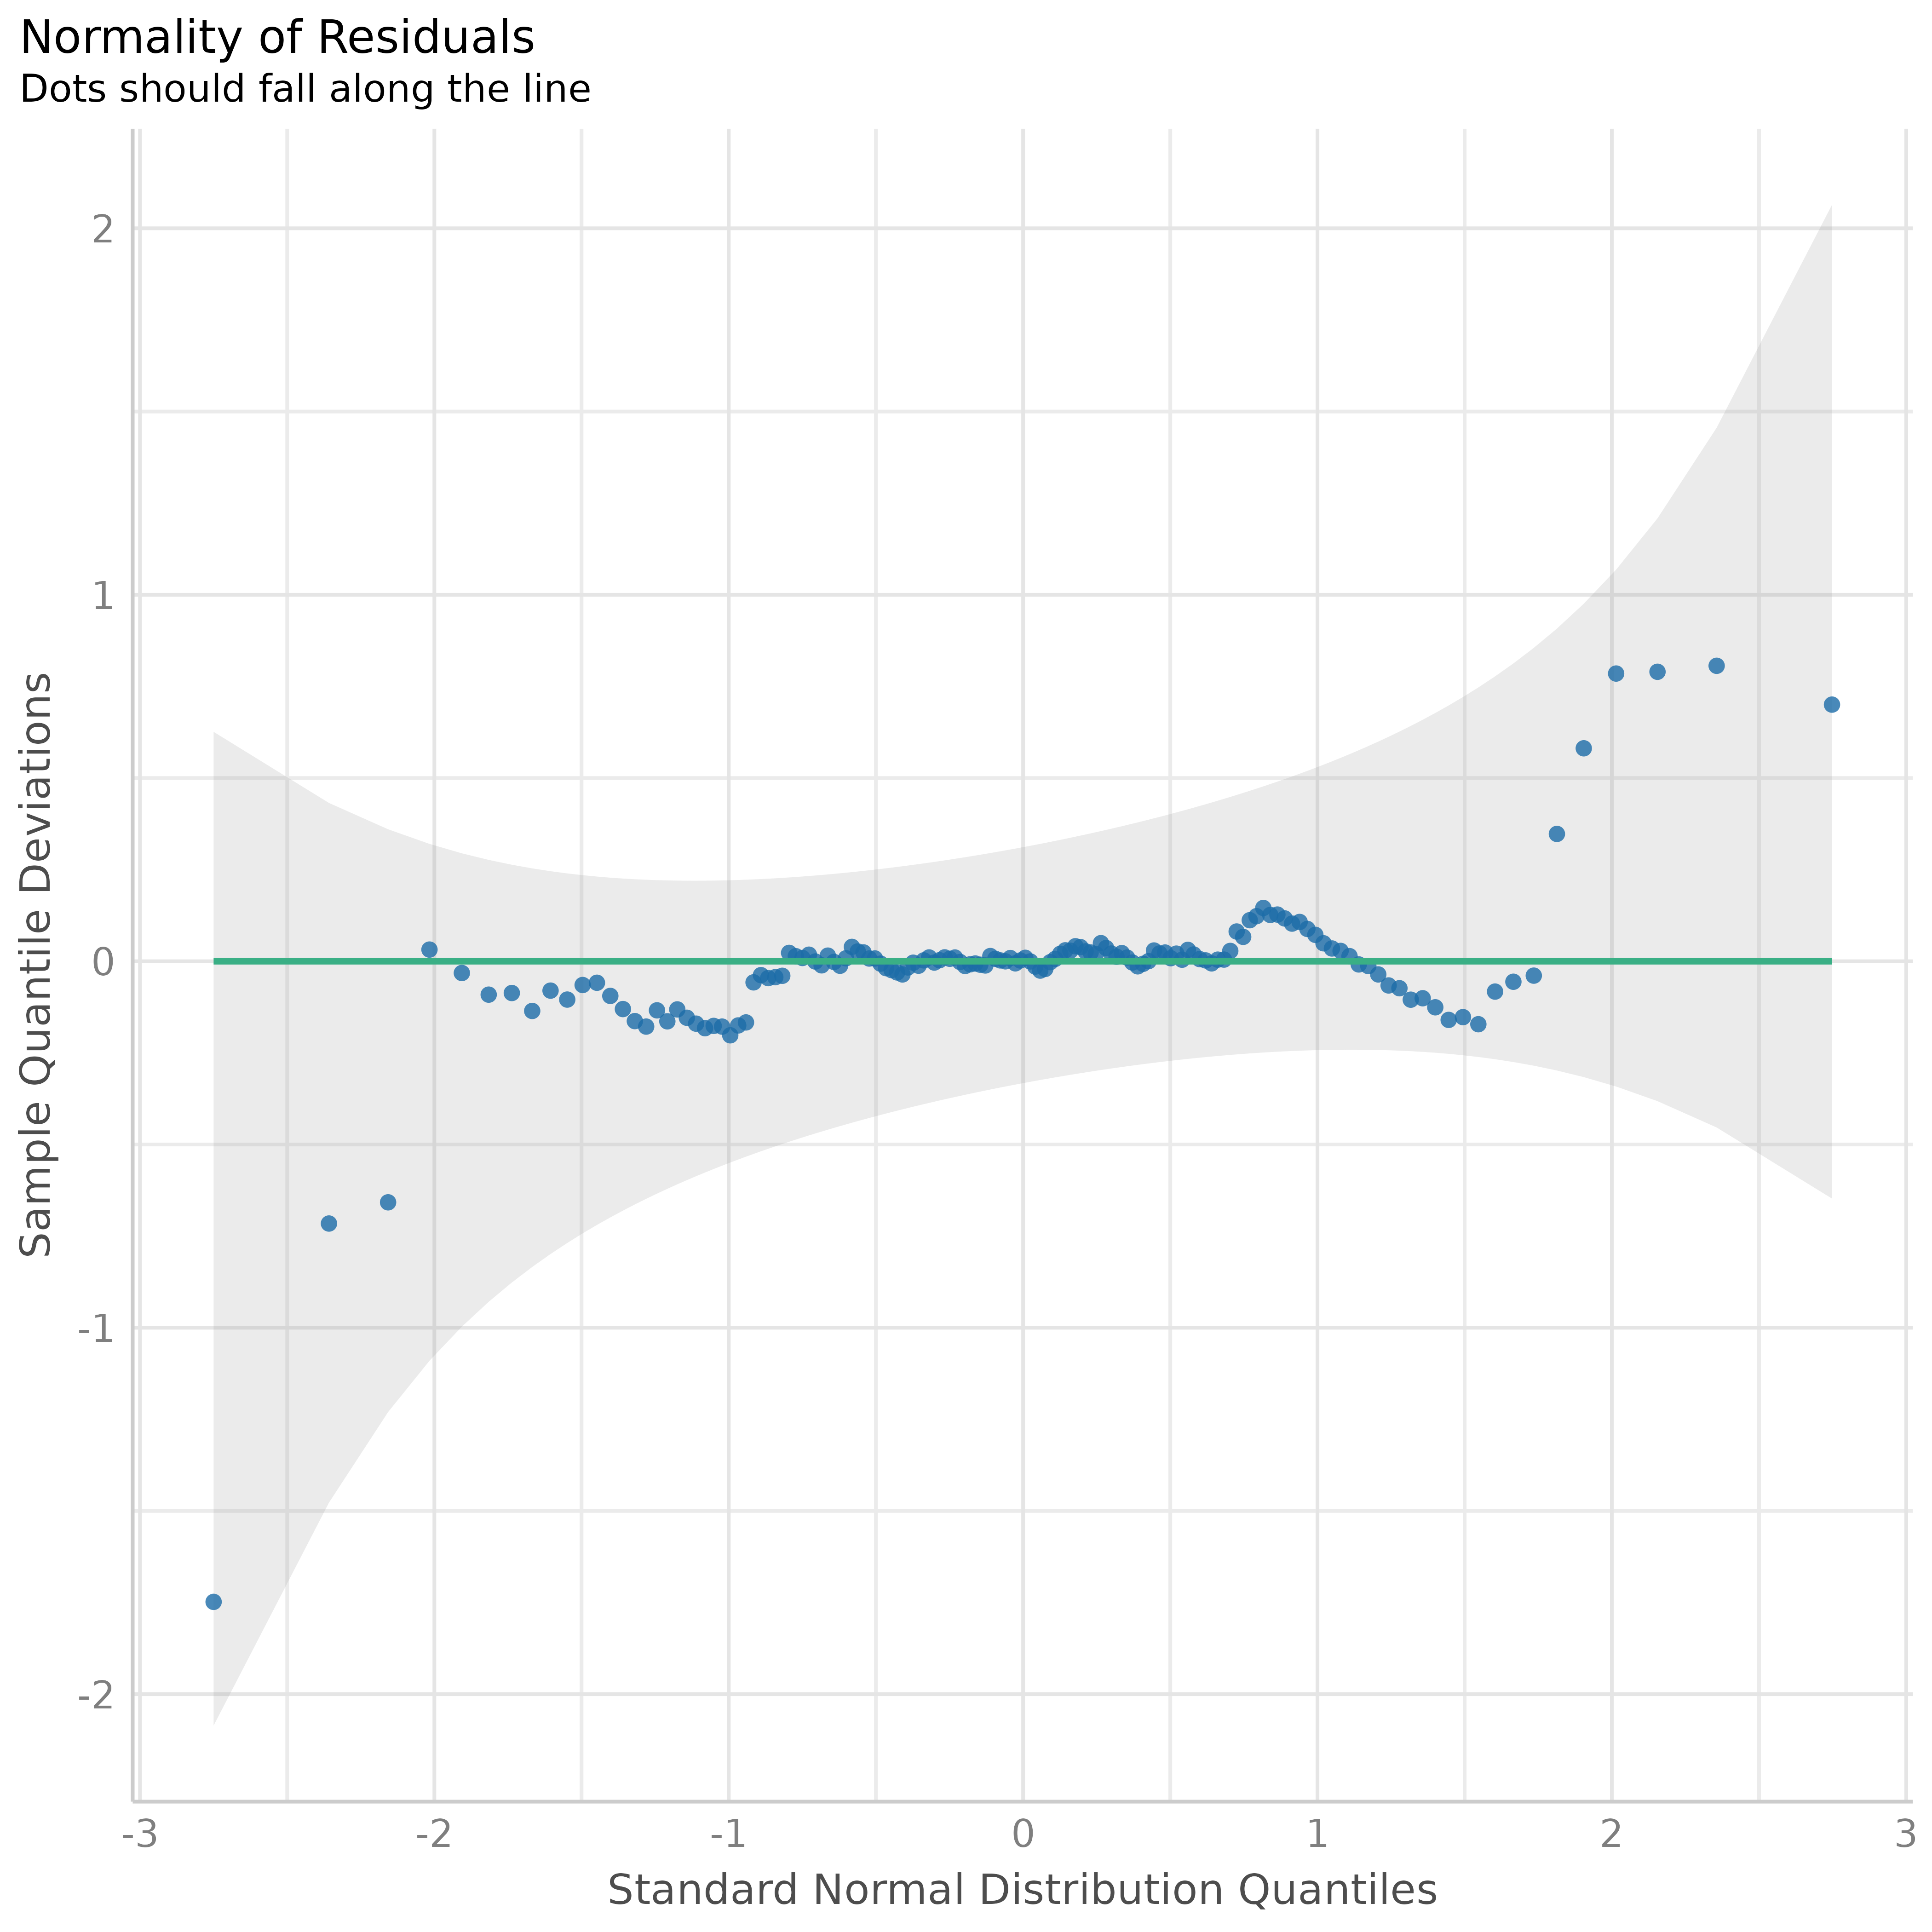 Normality of Residuals
Dots should fall along the line
2
1
0
-1
-2
Sample Quantile Deviations
-3 -2 -1 0 1 2 3
Standard Normal Distribution Quantiles